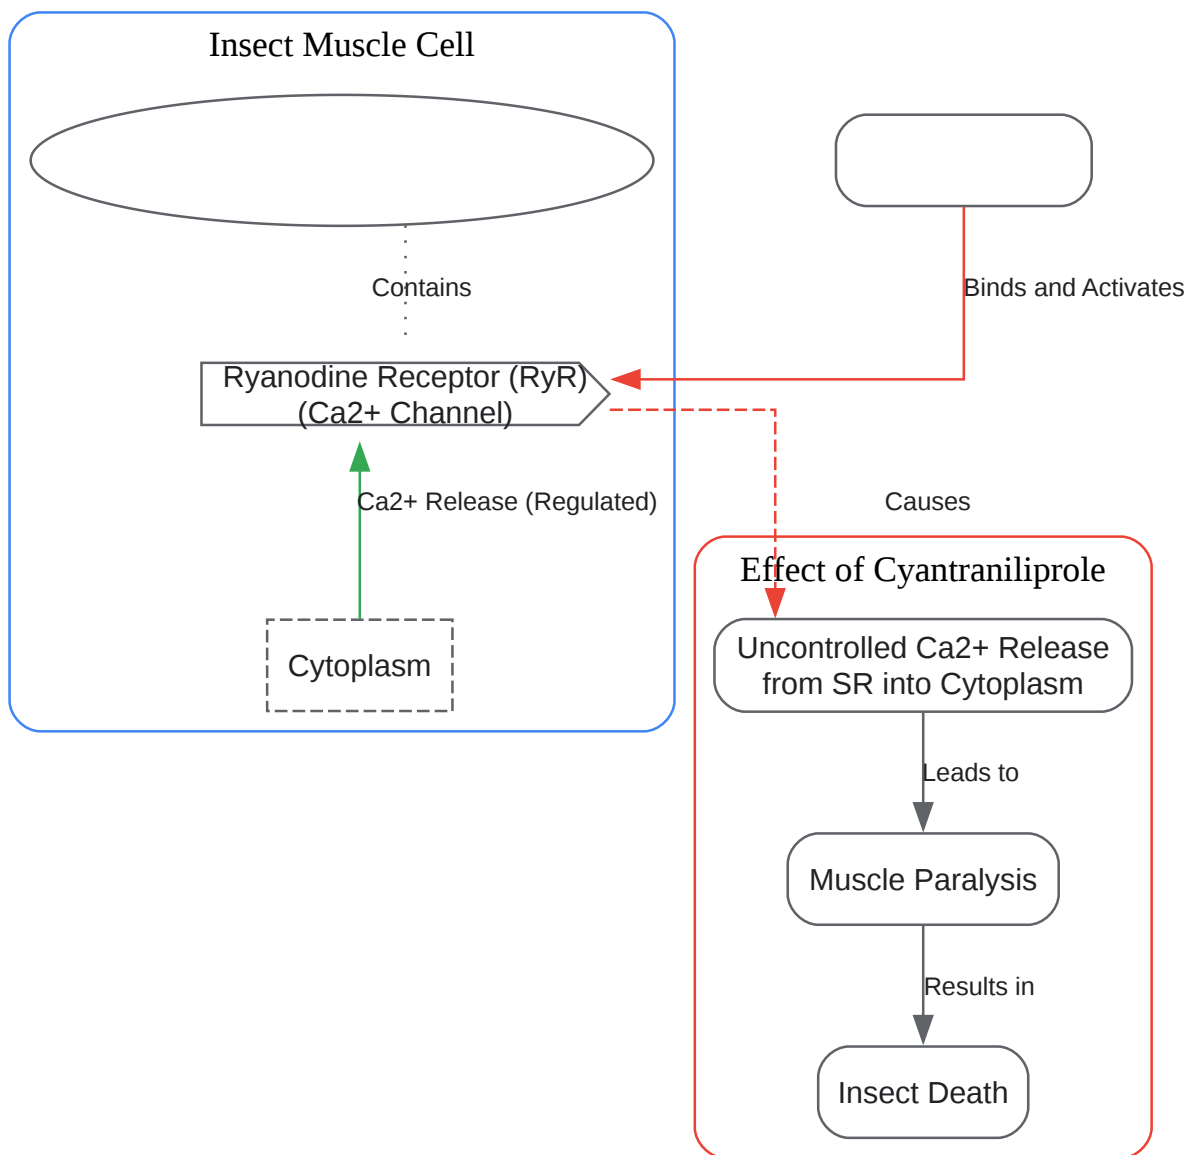 Insect Muscle Cell
Contains
Binds and Activates
Ryanodine Receptor (RyR)
(Ca2+ Channel)
Ca2+ Release (Regulated)
Causes
Effect of Cyantraniliprole
Cytoplasm
Uncontrolled Ca2+ Release
from SR into Cytoplasm
Leads to
Muscle Paralysis
Results in
Insect Death